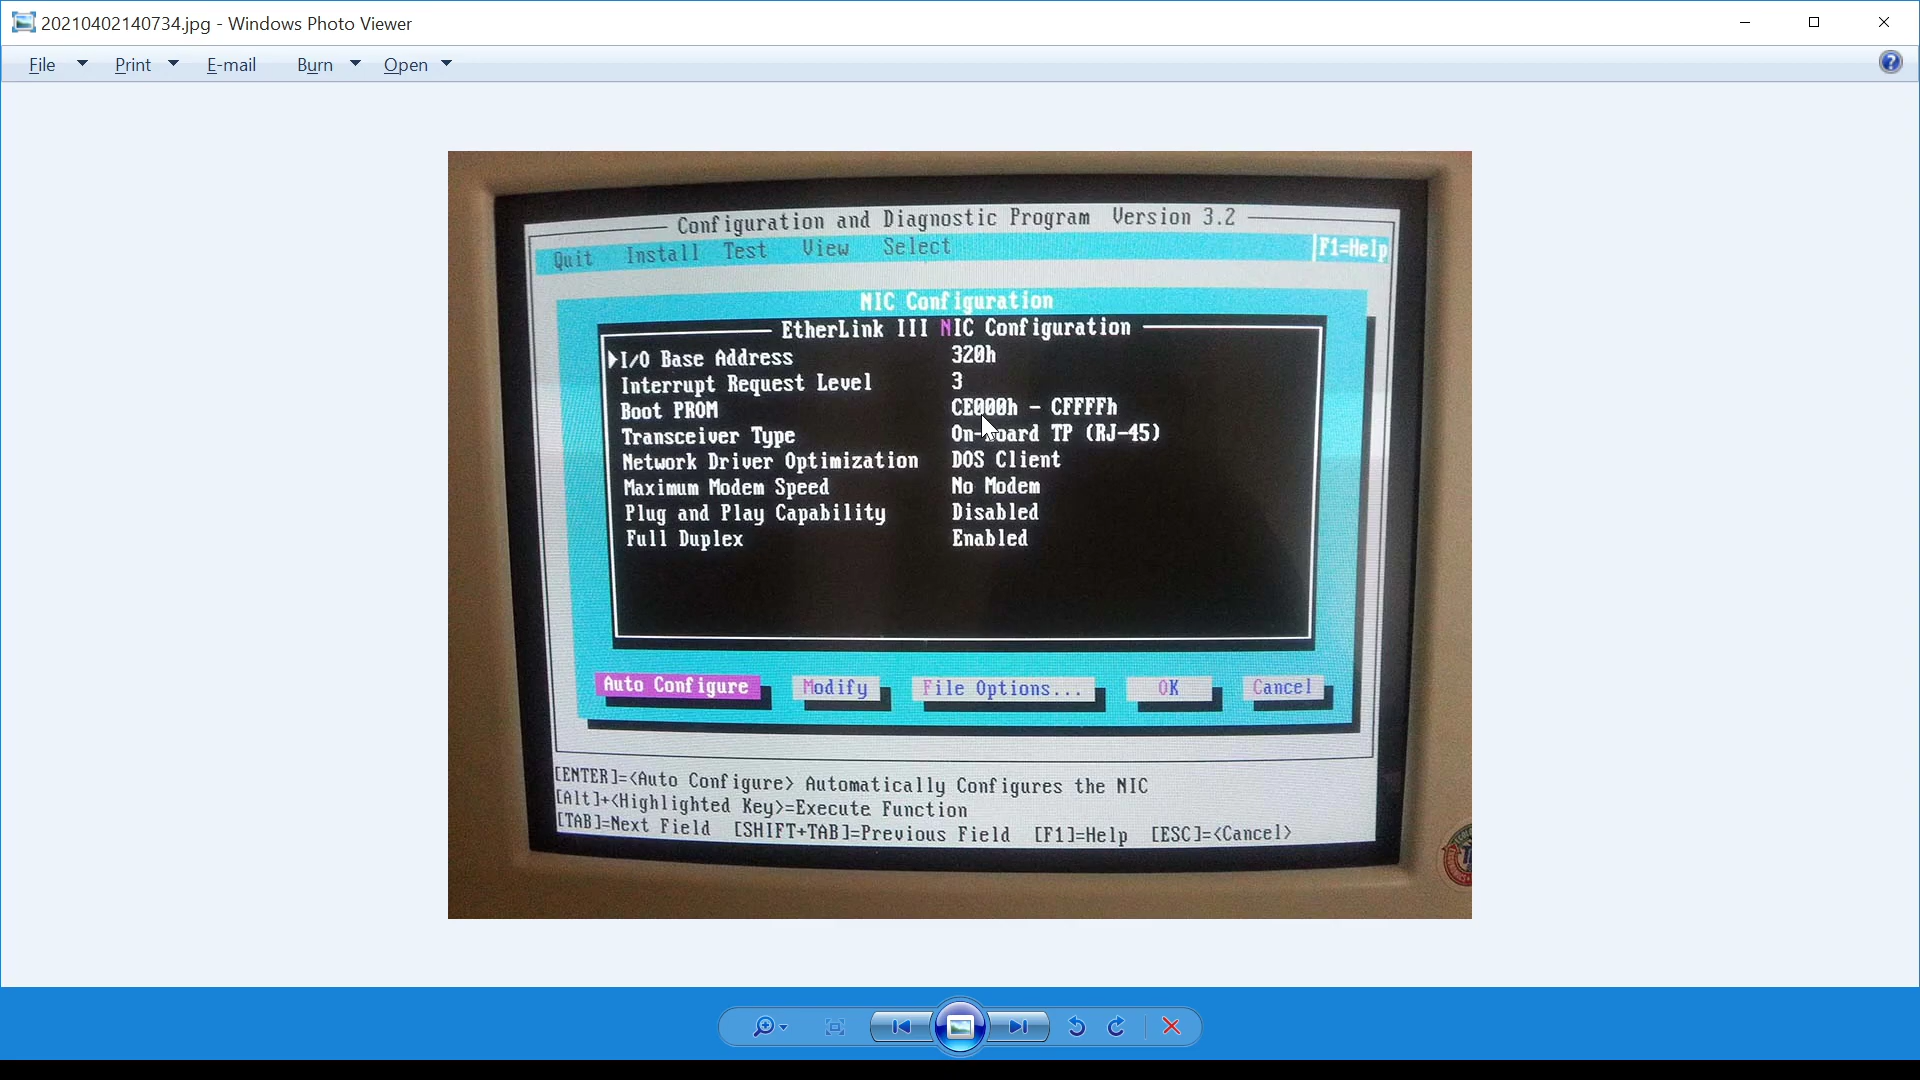 20210402140734.jpg - Windows Photo Viewer
File Print E-mail Burn Open
Configuration and Diagnostic Program Version 3.2
Quit Install Test View Select F1=Help
NIC Configuration
EtherLink III NIC Configuration
I/O Base Address 320h
Interrupt Request Level 3
Boot PROM CE000h - CFFFFh
Transceiver Type On-board TP (RJ-45)
Network Driver Optimization DOS Client
Maximum Modem Speed No Modem
Plug and Play Capability Disabled
Full Duplex Enabled
Auto Configure Modify File Options... OK Cancel
[ENTER]=<Auto Configure> Automatically Configures the NIC
[Alt]+<Highlighted Key>=Execute Function
[TAB]=Next Field [SHIFT+TAB]=Previous Field [F1]=Help [ESC]=<Cancel>